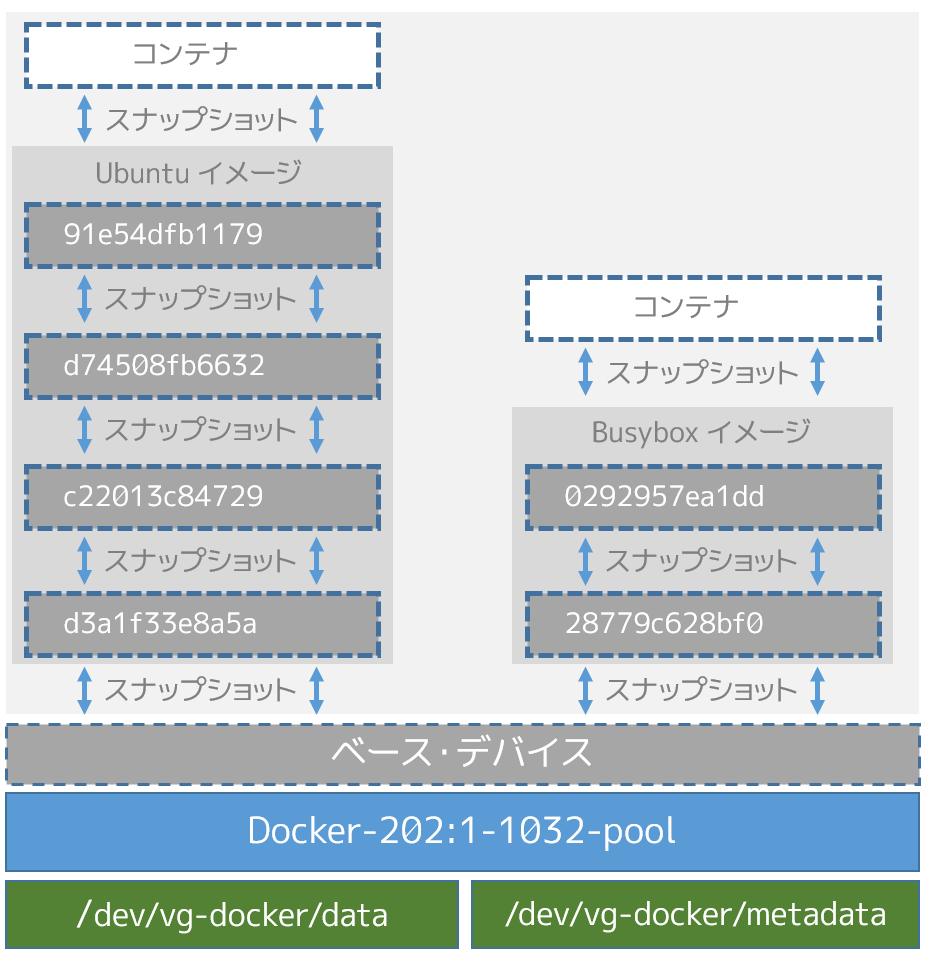 コンテナ
スナップショット
Ubuntu イメージ
91e54dfb1179
スナップショット
d74508fb6632
スナップショット
c22013c84729
スナップショット
d3a1f33e8a5a
スナップショット
コンテナ
スナップショット
Busybox イメージ
0292957ea1dd
スナップショット
28779c628bf0
スナップショット
ベース・デバイス
Docker-202:1-1032-pool
/dev/vg-docker/data
/dev/vg-docker/metadata